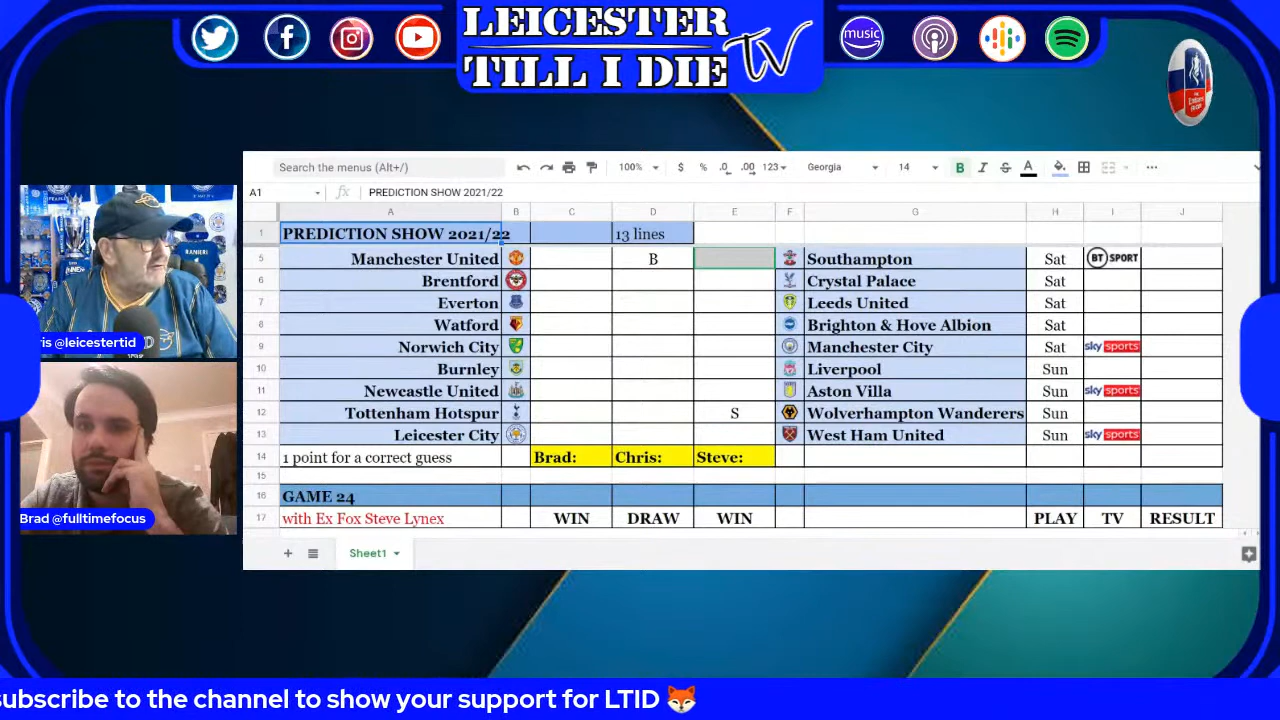 LEICESTER
TILL I DIE TV
music
Search the menus (Alt+/)
100% $ % .0 .00 123 Georgia 14 B I S A
A1 fx PREDICTION SHOW 2021/22
A B C D E F G H I J
1 PREDICTION SHOW 2021/22 13 lines
5 Manchester United B Southampton Sat BT SPORT
6 Brentford Crystal Palace Sat
7 Everton Leeds United Sat
8 Watford Brighton & Hove Albion Sat
9 Norwich City Manchester City Sat sky sports
10 Burnley Liverpool Sun
11 Newcastle United Aston Villa Sun sky sports
12 Tottenham Hotspur S Wolverhampton Wanderers Sun
13 Leicester City West Ham United Sun sky sports
14 1 point for a correct guess Brad: Chris: Steve:
15
16 GAME 24
17 with Ex Fox Steve Lynex WIN DRAW WIN PLAY TV RESULT
+ Sheet1
RANIERI
ris @leicestertid
Brad @fulltimefocus
subscribe to the channel to show your support for LTID 🦊